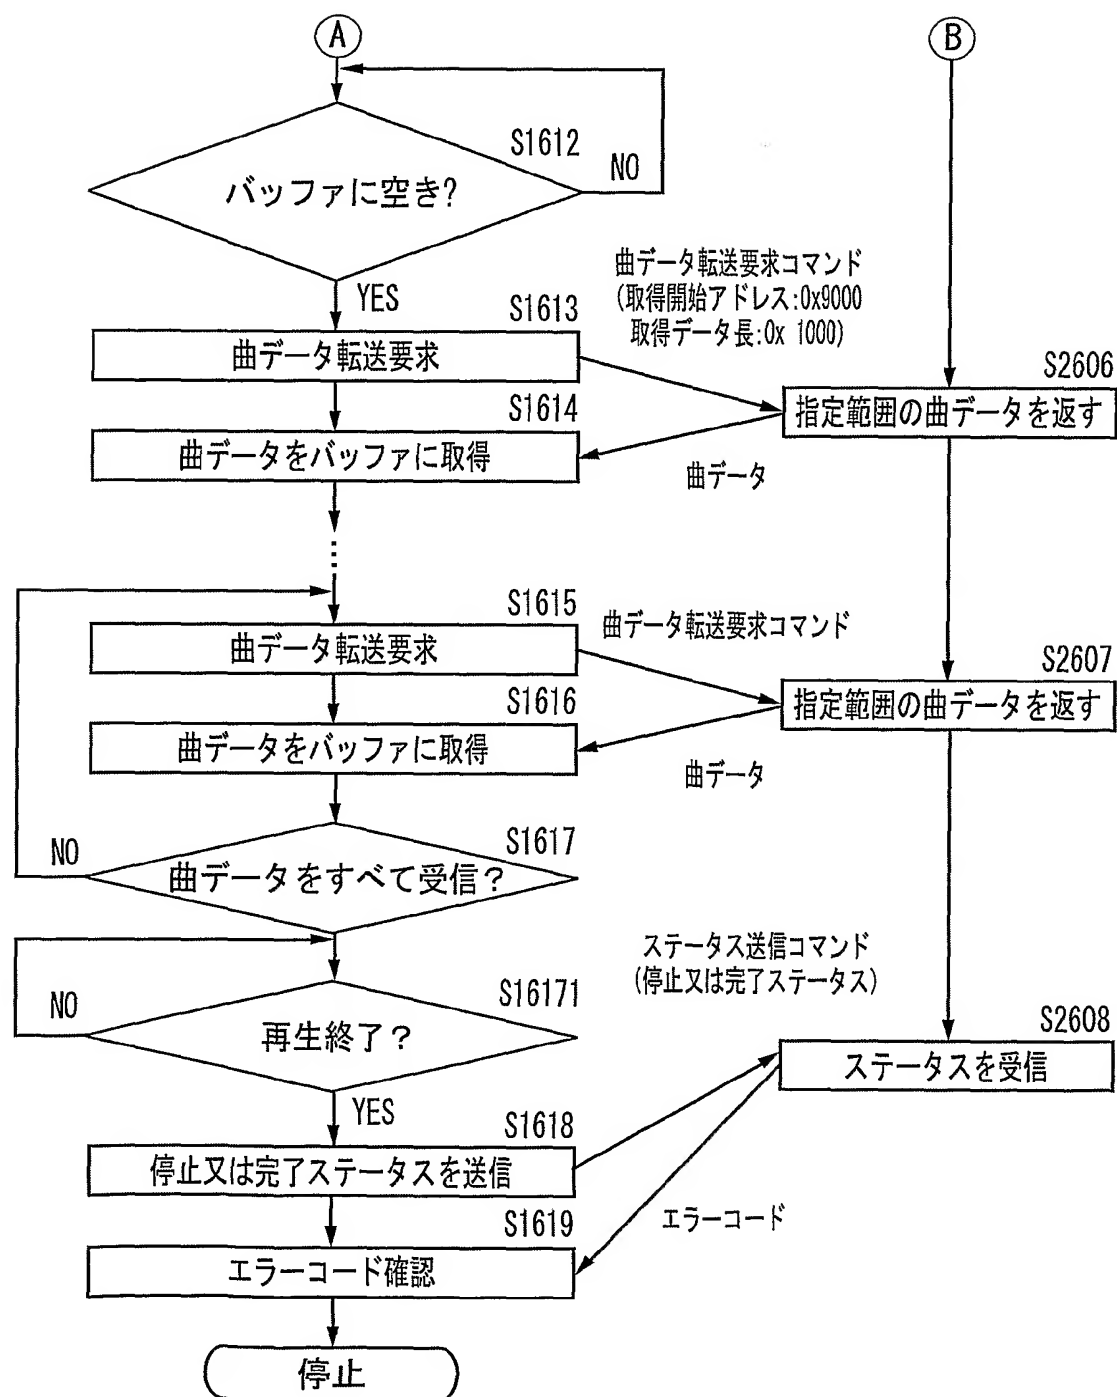 A
B
S1612
NO
バッファに空き?
YES
曲データ転送要求コマンド
(取得開始アドレス:0x9000
取得データ長:0x 1000)
S1613
曲データ転送要求
S2606
指定範囲の曲データを返す
S1614
曲データをバッファに取得
曲データ
S1615
曲データ転送要求コマンド
曲データ転送要求
S2607
指定範囲の曲データを返す
S1616
曲データをバッファに取得
曲データ
S1617
NO
曲データをすべて受信?
ステータス送信コマンド
(停止又は完了ステータス)
S16171
NO
再生終了?
S2608
ステータスを受信
YES
S1618
停止又は完了ステータスを送信
エラーコード
S1619
エラーコード確認
停止